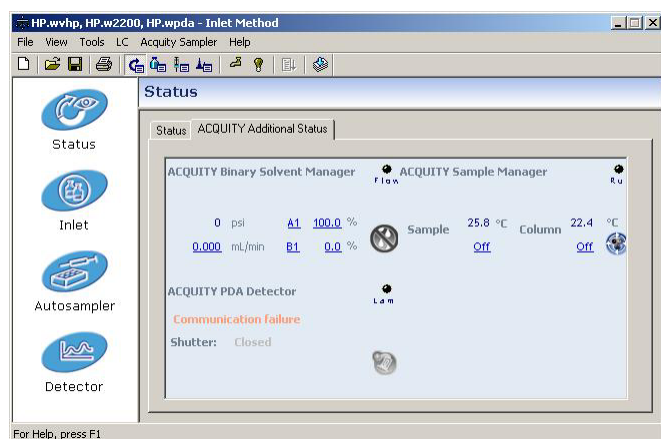 HP.wvhp, HP.w2200, HP.wpda - Inlet Method
File View Tools LC Acquity Sampler Help
Status
Status ACQUITY Additional Status
Status
Inlet
Autosampler
Detector
ACQUITY Binary Solvent Manager
Flow
ACQUITY Sample Manager
Ru
0 psi A1 100.0 %
0.000 mL/min B1 0.0 %
Sample 25.8 °C Column 22.4 °C
Off Off
ACQUITY PDA Detector
Lam
Communication failure
Shutter: Closed
For Help, press F1